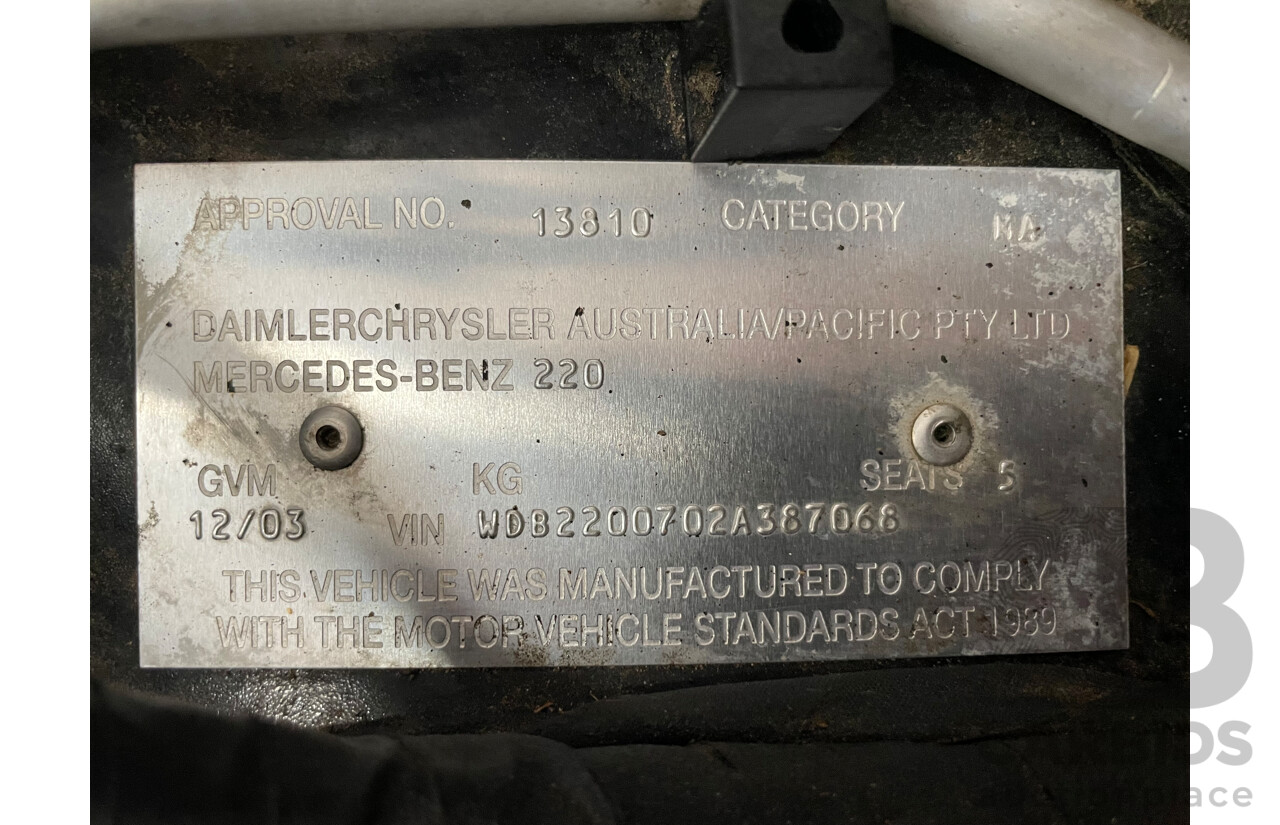 APPROVAL NO. 13810 CATEGORY MA
DAIMLERCHRYSLER AUSTRALIA/PACIFIC PTY LTD
MERCEDES-BENZ 220
GVM KG SEATS 5
12/03 VIN WDB2200702A387068
THIS VEHICLE WAS MANUFACTURED TO COMPLY
WITH THE MOTOR VEHICLE STANDARDS ACT 1989